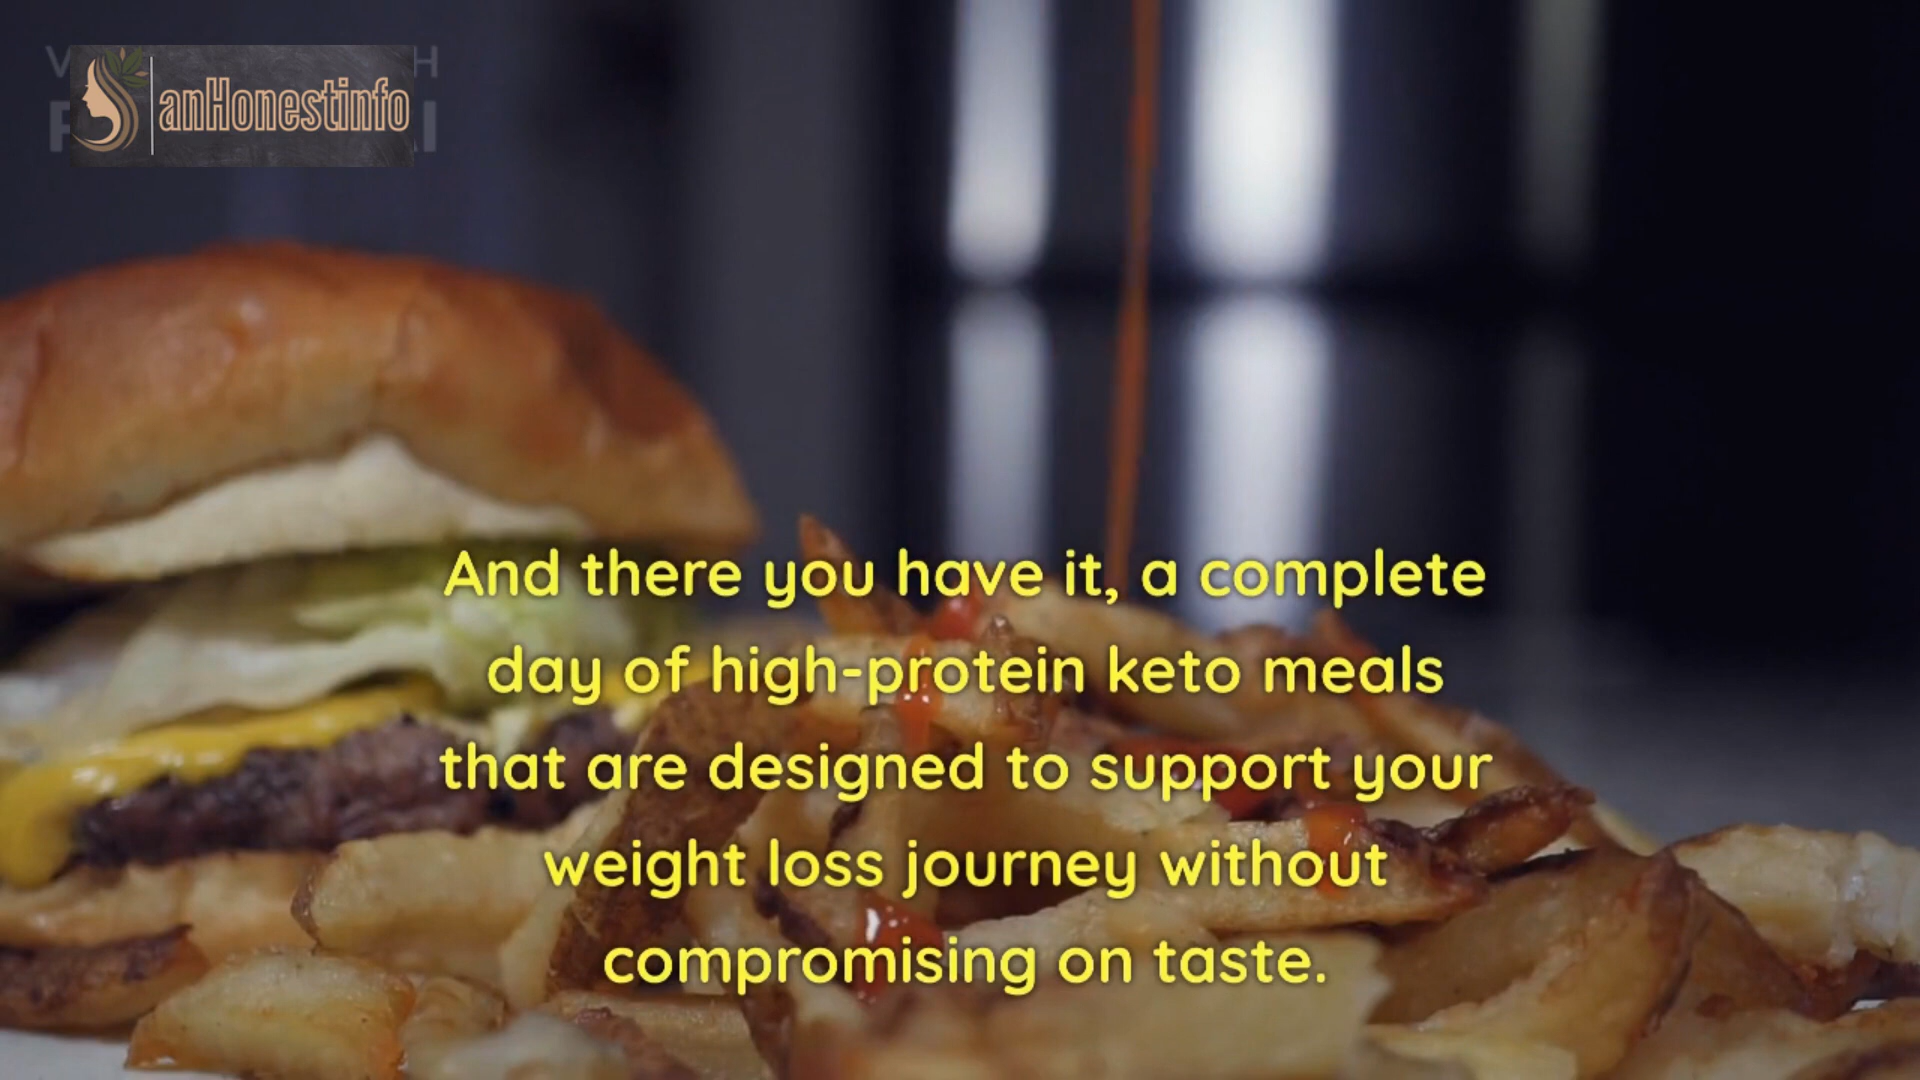 anHonestinfo
And there you have it, a complete
day of high-protein keto meals
that are designed to support your
weight loss journey without
compromising on taste.